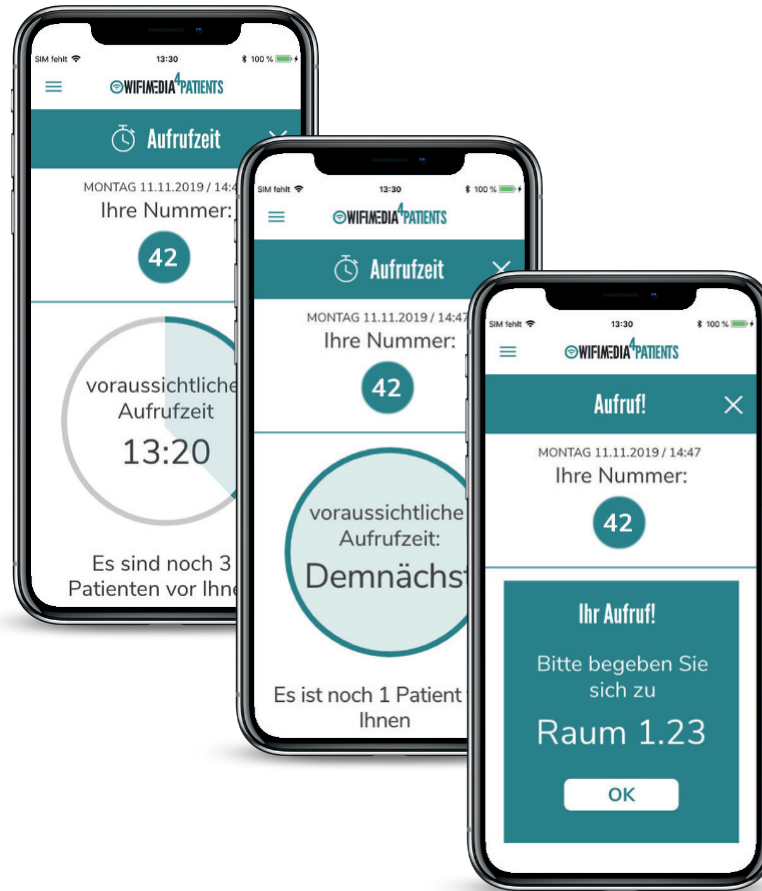 SIM fehlt
13:30
100 %
WIFIMEDIA4PATIENTS
Aufrufzeit
MONTAG 11.11.2019 / 14:4
Ihre Nummer:
42
voraussichtliche
Aufrufzeit
13:20
Es sind noch 3
Patienten vor Ihne
SIM fehlt
13:30
100 %
WIFIMEDIA4PATIENTS
Aufrufzeit
MONTAG 11.11.2019 / 14:47
Ihre Nummer:
42
voraussichtliche
Aufrufzeit:
Demnächst
Es ist noch 1 Patient
Ihnen
SIM fehlt
13:30
100 %
WIFIMEDIA4PATIENTS
Aufruf!
MONTAG 11.11.2019 / 14:47
Ihre Nummer:
42
Ihr Aufruf!
Bitte begeben Sie
sich zu
Raum 1.23
OK